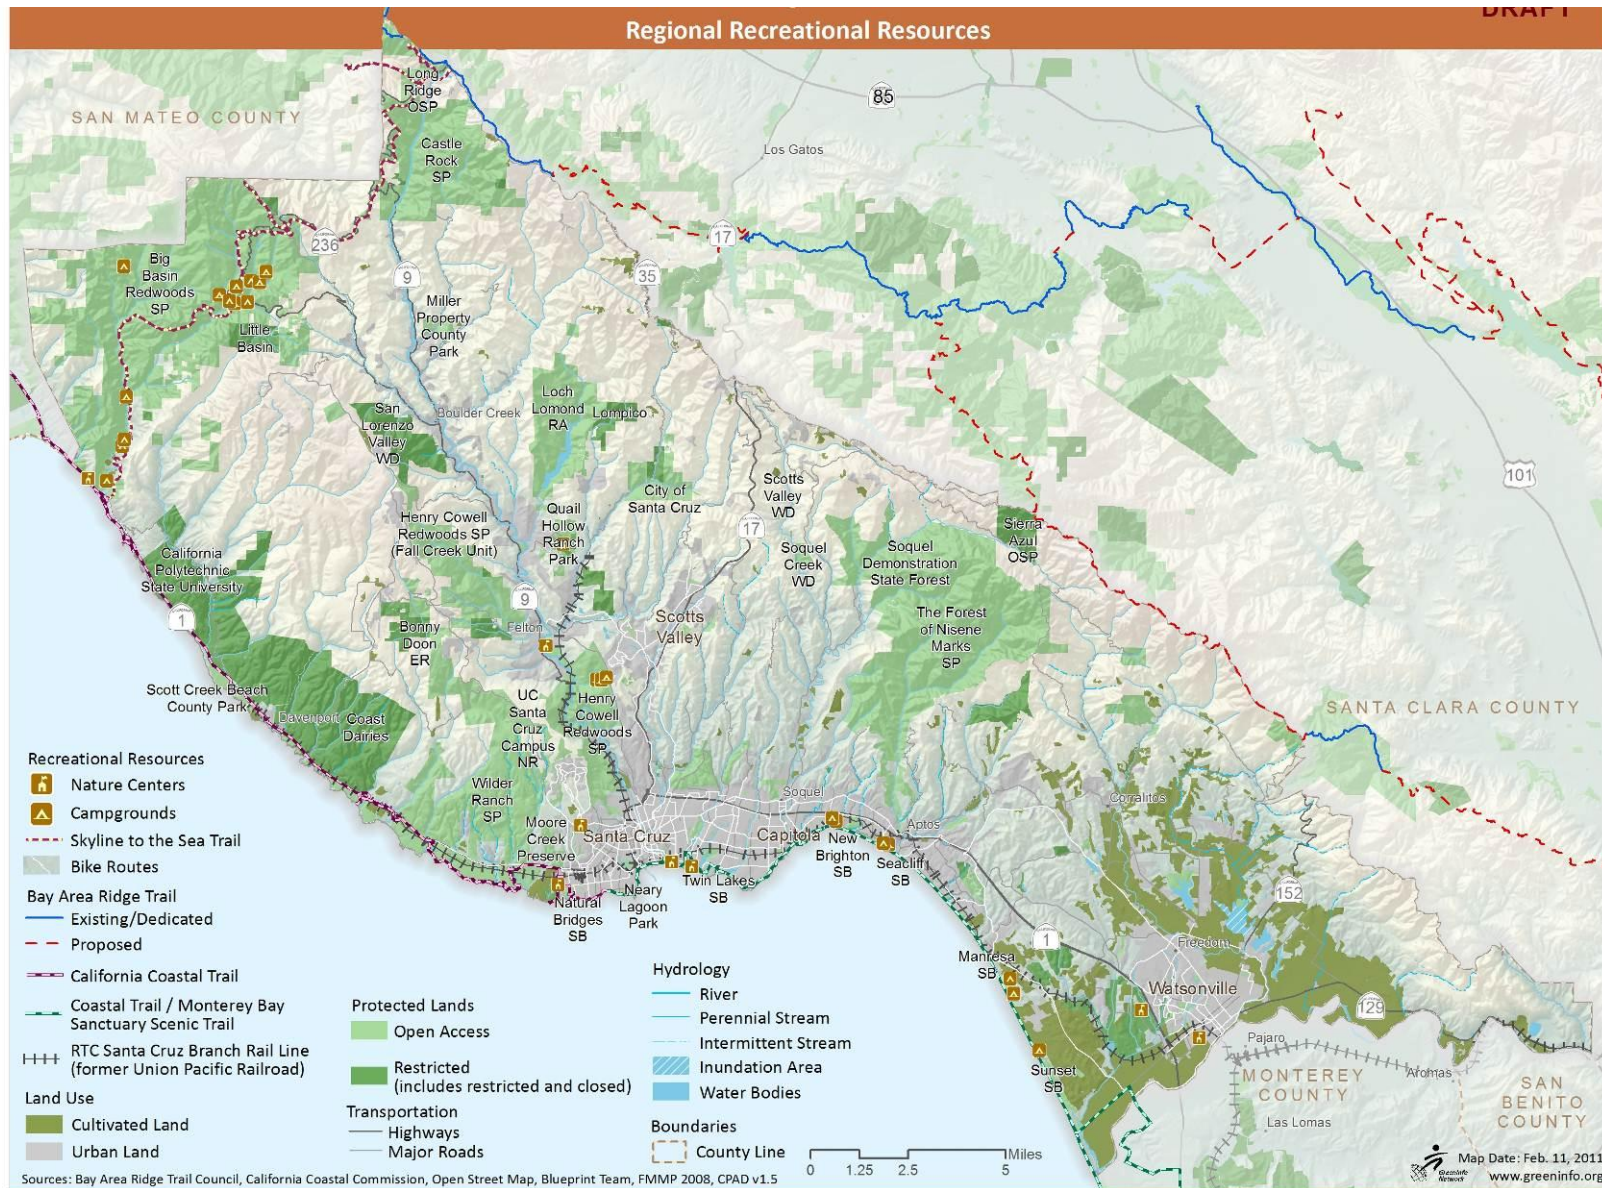 DRAFT
Regional Recreational Resources
SAN MATEO COUNTY
Long
Ridge
OSP
85
Castle
Rock
SP
Los Gatos
236
17
35
9
Big
Basin
Redwoods
SP
Little
Basin
Miller
Property
County
Park
San
Lorenzo
Valley
WD
Boulder Creek
Loch
Lomond
RA
Lompico
101
City of
Santa Cruz
Scotts
Valley
WD
17
Henry Cowell
Redwoods SP
(Fall Creek Unit)
Quail
Hollow
Ranch
Park
Soquel
Creek
WD
Soquel
Demonstration
State Forest
Sierra
Azul
OSP
California
Polytechnic
State University
1
9
Felton
Bonny
Doon
ER
Scotts
Valley
The Forest
of Nisene
Marks
SP
Scott Creek Beach
County Park
Davenport
Coast
Dairies
UC
Santa
Cruz
Campus
NR
Henry
Cowell
Redwoods
SP
SANTA CLARA COUNTY
Wilder
Ranch
SP
Moore
Creek
Preserve
Santa Cruz
Soquel
Capitola
Aptos
New
Brighton
SB
Seacliff
SB
Corralitos
Natural
Bridges
SB
Neary
Lagoon
Park
Twin Lakes
SB
152
1
Freedom
Manresa
SB
Watsonville
129
Sunset
SB
Pajaro
Aromas
MONTEREY
COUNTY
Las Lomas
SAN
BENITO
COUNTY
Recreational Resources
Nature Centers
Campgrounds
Skyline to the Sea Trail
Bike Routes
Bay Area Ridge Trail
Existing/Dedicated
Proposed
California Coastal Trail
Coastal Trail / Monterey Bay
Sanctuary Scenic Trail
RTC Santa Cruz Branch Rail Line
(former Union Pacific Railroad)
Land Use
Cultivated Land
Urban Land
Protected Lands
Open Access
Restricted
(includes restricted and closed)
Transportation
Highways
Major Roads
Hydrology
River
Perennial Stream
Intermittent Stream
Inundation Area
Water Bodies
Boundaries
County Line
0 1.25 2.5 5 Miles
GreenInfo
Network
Map Date: Feb. 11, 2011
www.greeninfo.org
Sources: Bay Area Ridge Trail Council, California Coastal Commission, Open Street Map, Blueprint Team, FMMP 2008, CPAD v1.5